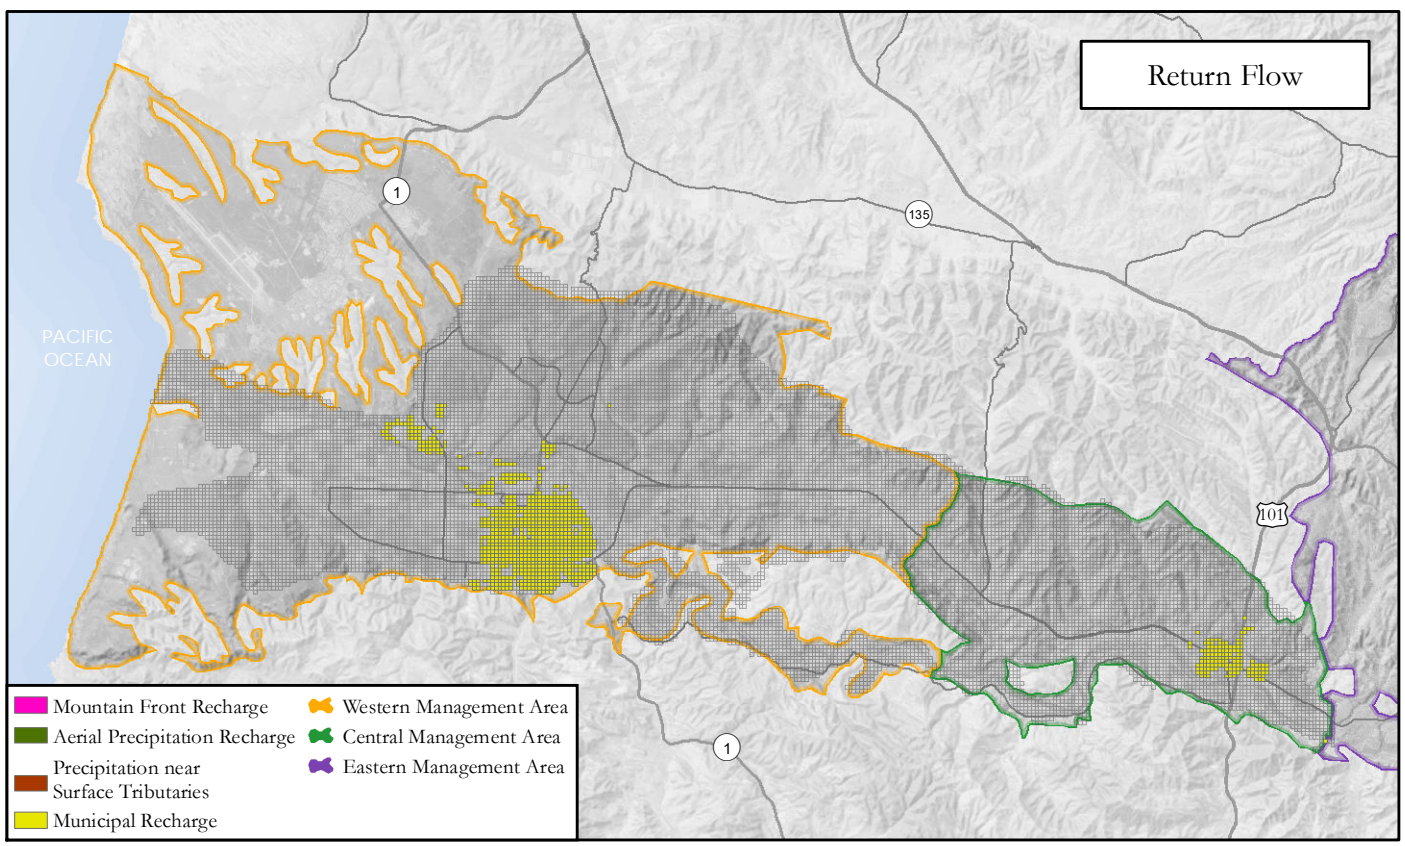 Return Flow
1
135
PACIFIC
OCEAN
101
1
Mountain Front Recharge
Aerial Precipitation Recharge
Precipitation near
Surface Tributaries
Municipal Recharge
Western Management Area
Central Management Area
Eastern Management Area